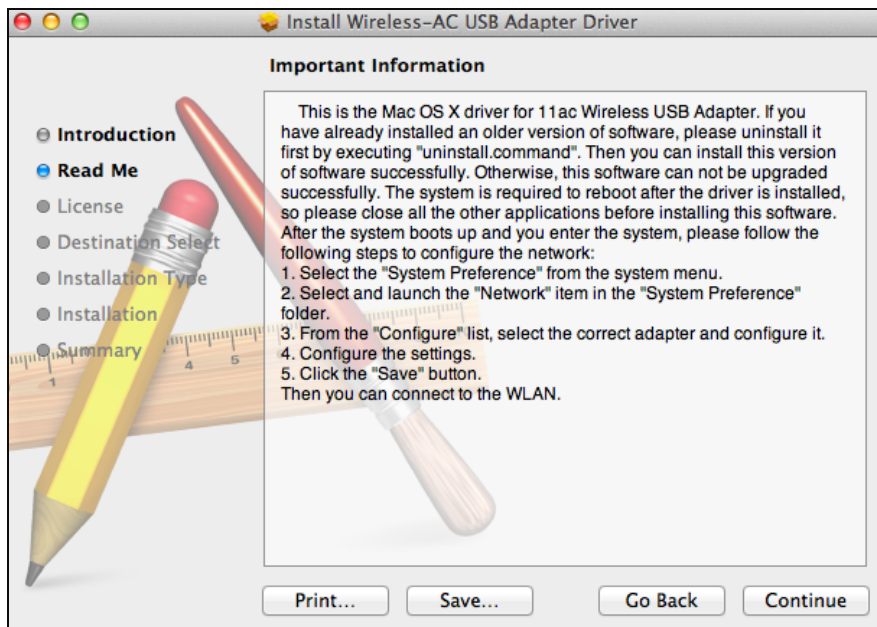 Install Wireless-AC USB Adapter Driver
Important Information
Introduction
Read Me
License
Destination Select
Installation Type
Installation
Summary
This is the Mac OS X driver for 11ac Wireless USB Adapter. If you
have already installed an older version of software, please uninstall it
first by executing "uninstall.command". Then you can install this version
of software successfully. Otherwise, this software can not be upgraded
successfully. The system is required to reboot after the driver is installed,
so please close all the other applications before installing this software.
After the system boots up and you enter the system, please follow the
following steps to configure the network:
1. Select the "System Preference" from the system menu.
2. Select and launch the "Network" item in the "System Preference"
folder.
3. From the "Configure" list, select the correct adapter and configure it.
4. Configure the settings.
5. Click the "Save" button.
Then you can connect to the WLAN.
1
4
5
Print...
Save...
Go Back
Continue